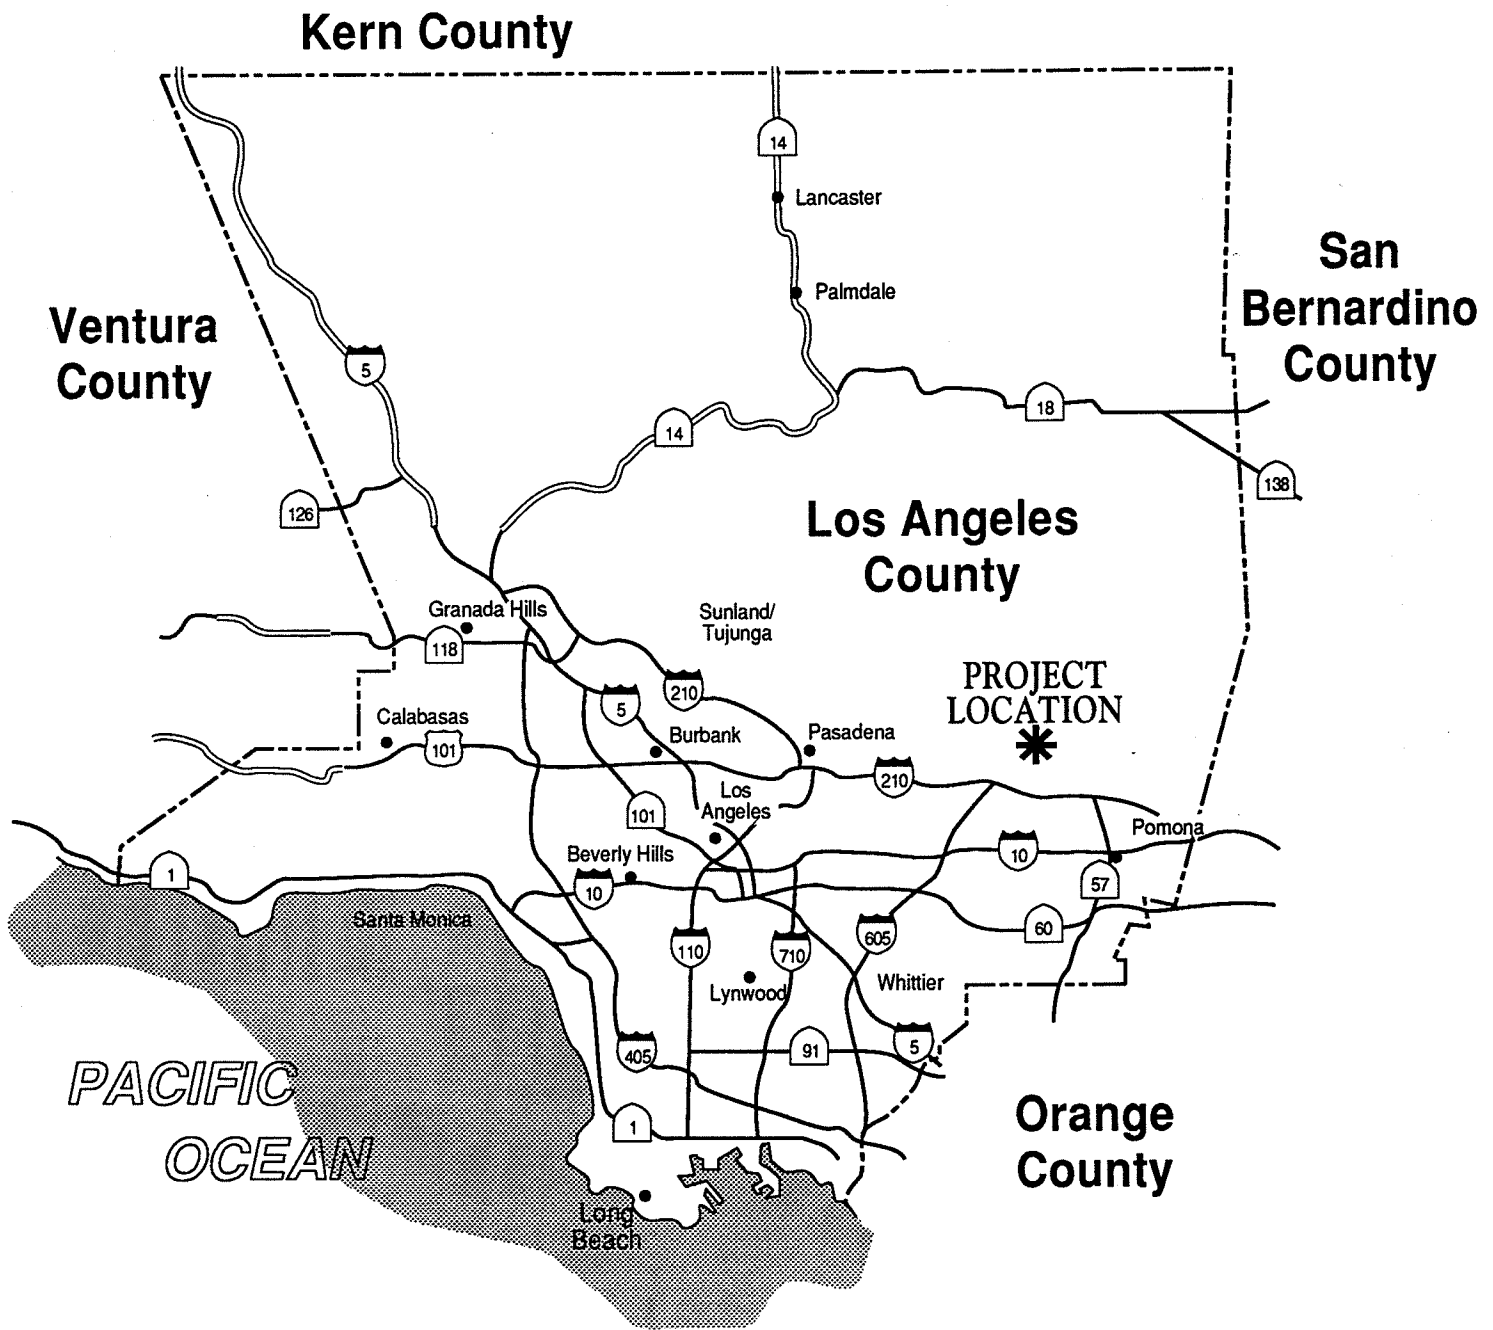 Kern County
14
Lancaster
San
Bernardino
County
Palmdale
Ventura
County
5
18
14
138
126
Los Angeles
County
Granada Hills
Sunland/
Tujunga
118
PROJECT
LOCATION
210
5
Calabasas
101
Burbank
Pasadena
210
Los
Angeles
101
Pomona
Beverly Hills
10
1
10
57
Santa Monica
60
605
110
710
Whittier
Lynwood
5
91
405
PACIFIC
OCEAN
Orange
County
1
Long
Beach